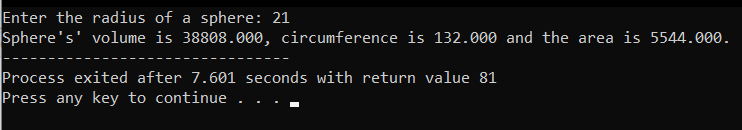 Enter the radius of a sphere: 21
Sphere's' volume is 38808.000, circumference is 132.000 and the area is 5544.000.
--------------------------------
Process exited after 7.601 seconds with return value 81
Press any key to continue . . .